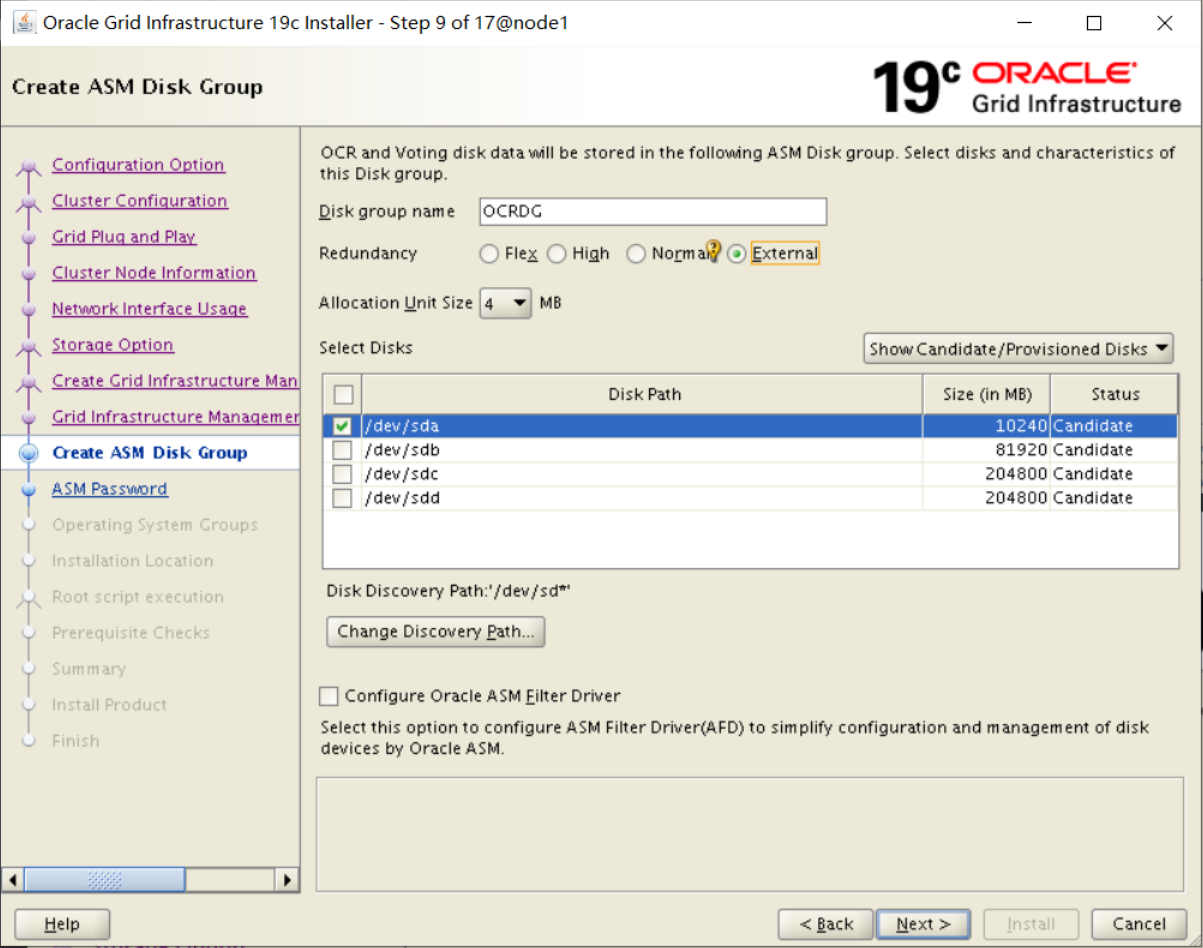 Oracle Grid Infrastructure 19c Installer - Step 9 of 17@node1
Create ASM Disk Group
19c ORACLE
Grid Infrastructure
Configuration Option
Cluster Configuration
Grid Plug and Play
Cluster Node Information
Network Interface Usage
Storage Option
Create Grid Infrastructure Man
Grid Infrastructure Managemer
Create ASM Disk Group
ASM Password
Operating System Groups
Installation Location
Root script execution
Prerequisite Checks
Summary
Install Product
Finish
OCR and Voting disk data will be stored in the following ASM Disk group. Select disks and characteristics of
this Disk group.
Disk group name OCRDG
Redundancy Flex High Normal External
Allocation Unit Size 4 MB
Select Disks Show Candidate/Provisioned Disks
Disk Path Size (in MB) Status
/dev/sda 10240 Candidate
/dev/sdb 81920 Candidate
/dev/sdc 204800 Candidate
/dev/sdd 204800 Candidate
Disk Discovery Path:'/dev/sd*'
Change Discovery Path...
Configure Oracle ASM Filter Driver
Select this option to configure ASM Filter Driver(AFD) to simplify configuration and management of disk
devices by Oracle ASM.
Help < Back Next > Install Cancel